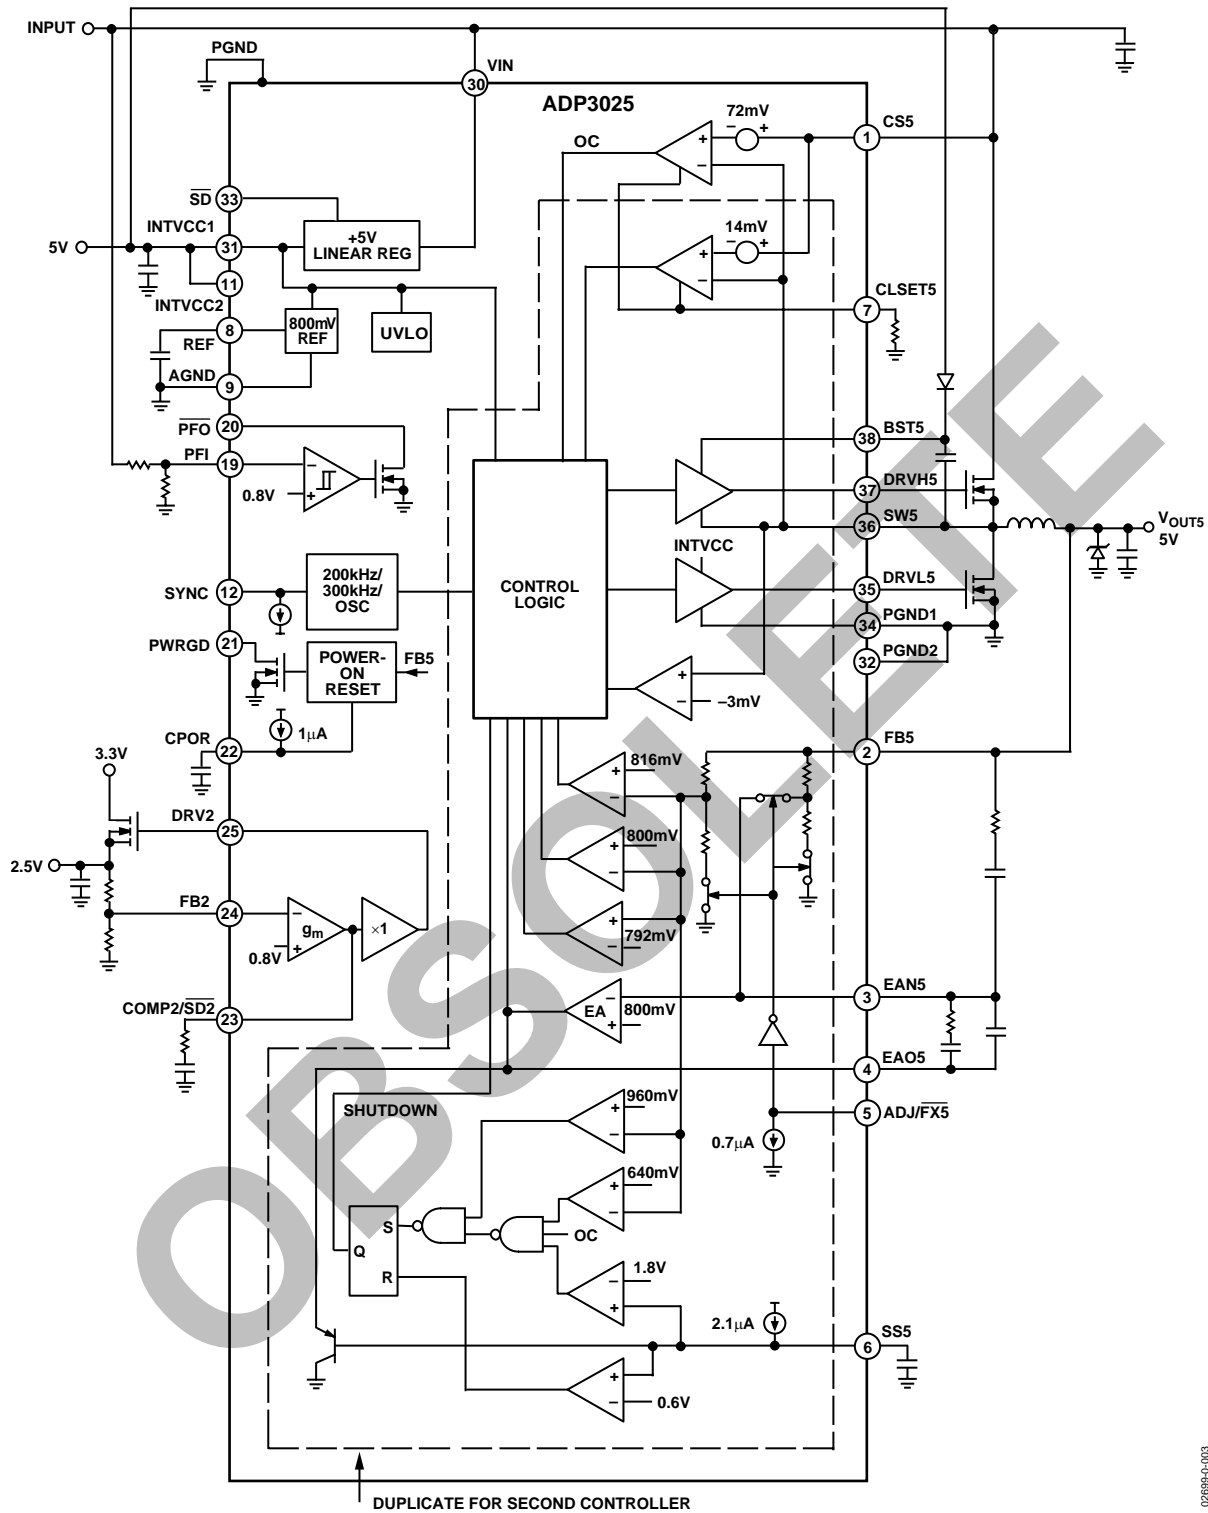 INPUT
PGND
VIN
30
ADP3025
72mV
− +
CS5
1
OC
+
−
SD
33
INTVCC1
5V
31
+5V
LINEAR REG
14mV
− +
+
−
11
INTVCC2
CLSET5
7
8
REF
800mV
REF
UVLO
AGND
9
PFO
20
BST5
38
PFI
19
−
0.8V
+
DRVH5
37
SW5
36
VOUT5
5V
INTVCC
CONTROL
LOGIC
SYNC
12
200kHz/
300kHz/
OSC
DRVL5
35
PGND1
34
PWRGD
21
POWER-
ON
RESET
FB5
PGND2
32
+
−
−3mV
CPOR
22
1µA
FB5
2
3.3V
816mV
+
−
DRV2
25
800mV
+
−
2.5V
FB2
24
−
gm
+
0.8V
×1
+
792mV
−
COMP2/SD2
23
EAN5
3
EA
−
800mV
+
EAO5
4
SHUTDOWN
960mV
+
−
ADJ/FX5
5
0.7µA
640mV
+
−
S
Q
R
OC
1.8V
−
+
2.1µA
SS5
6
+
−
0.6V
DUPLICATE FOR SECOND CONTROLLER
OBSOLETE
02699-0-003